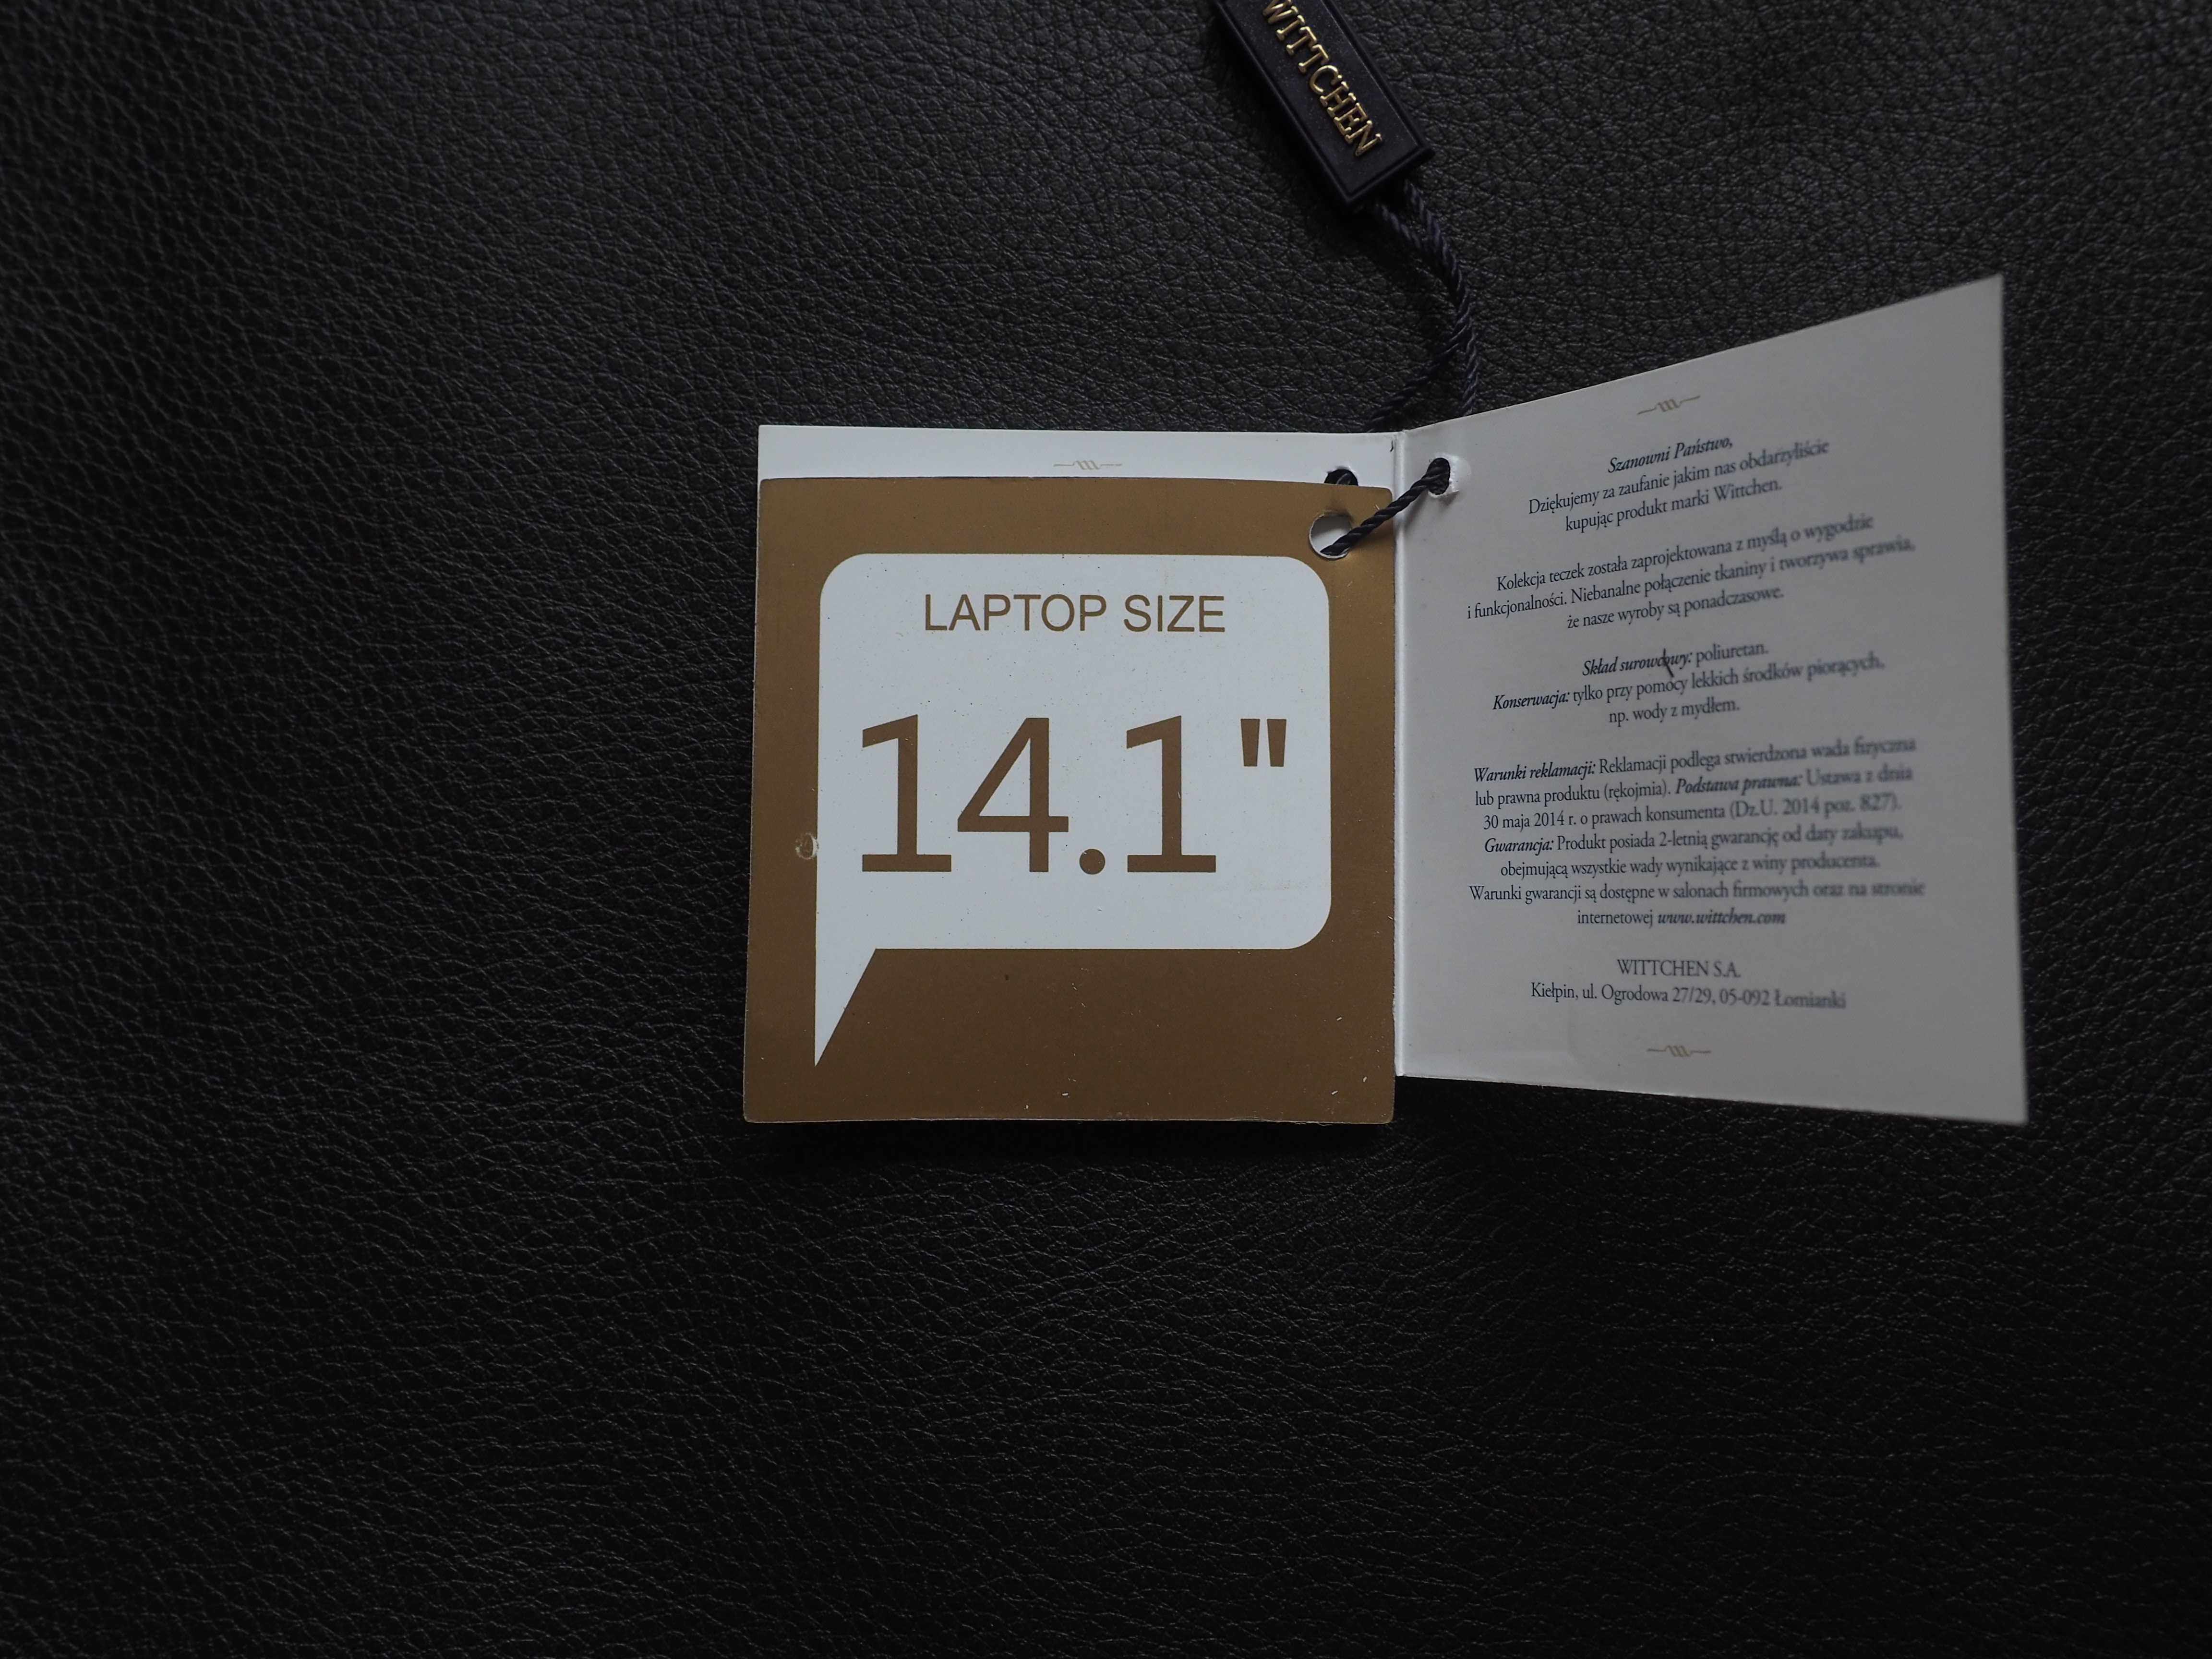 WITTCHEN
LAPTOP SIZE
14.1"
Szanowni Państwo,
Dziękujemy za zaufanie jakim nas obdarzyliście
kupując produkt marki Wittchen.
Kolekcja teczek została zaprojektowana z myślą o wygodzie
i funkcjonalności. Niebanalne połączenie tkaniny i tworzywa sprawia,
że nasze wyroby są ponadczasowe.
Skład surowcowy: poliuretan.
Konserwacja: tylko przy pomocy lekkich środków piorących,
np. wody z mydłem.
Warunki reklamacji: Reklamacji podlega stwierdzona wada fizyczna
lub prawna produktu (rękojmia). Podstawa prawna: Ustawa z dnia
30 maja 2014 r. o prawach konsumenta (Dz.U. 2014 poz. 827).
Gwarancja: Produkt posiada 2-letnią gwarancję od daty zakupu,
obejmującą wszystkie wady wynikające z winy producenta.
Warunki gwarancji są dostępne w salonach firmowych oraz na stronie
internetowej www.wittchen.com
WITTCHEN S.A.
Kiełpin, ul. Ogrodowa 27/29, 05-092 Łomianki